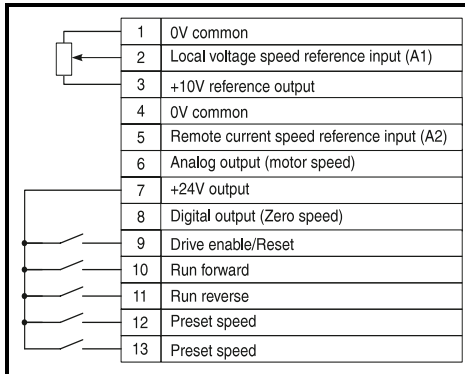 1 0V common
2 Local voltage speed reference input (A1)
3 +10V reference output
4 0V common
5 Remote current speed reference input (A2)
6 Analog output (motor speed)
7 +24V output
8 Digital output (Zero speed)
9 Drive enable/Reset
10 Run forward
11 Run reverse
12 Preset speed
13 Preset speed